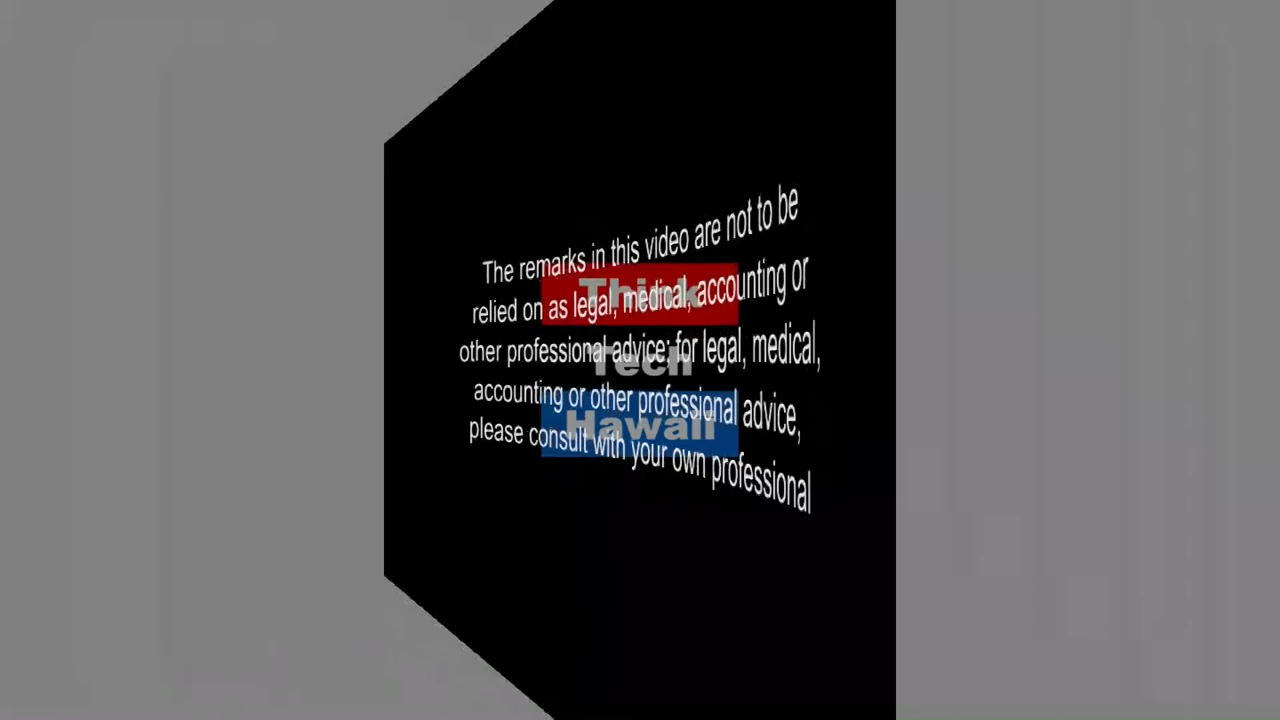 The remarks in this video are not to be
relied on as legal, medical, accounting or
other professional advice; for legal, medical,
accounting or other professional advice,
please consult with your own professional
Think
Tech
Hawaii